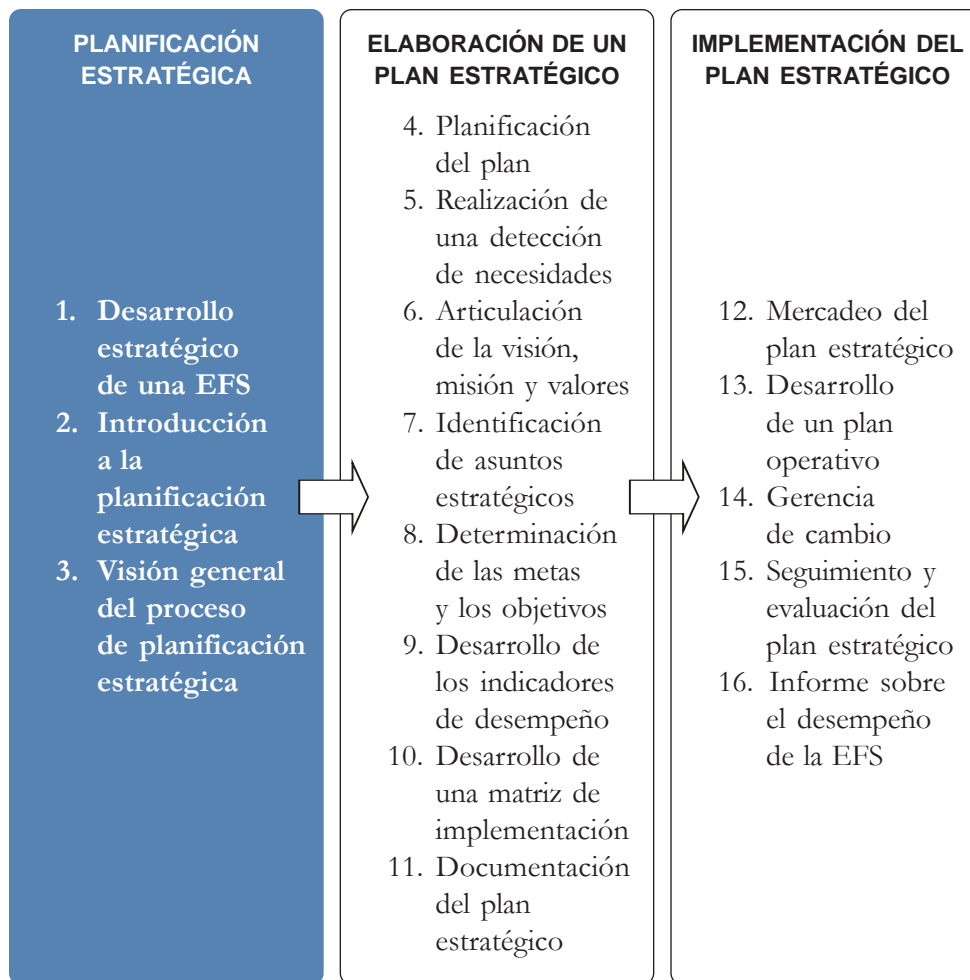 PLANIFICACIÓN
ESTRATÉGICA
1. Desarrollo
estratégico
de una EFS
2. Introducción
a la
planificación
estratégica
3. Visión general
del proceso
de planificación
estratégica
ELABORACIÓN DE UN
PLAN ESTRATÉGICO
4. Planificación
del plan
5. Realización de
una detección
de necesidades
6. Articulación
de la visión,
misión y valores
7. Identificación
de asuntos
estratégicos
8. Determinación
de las metas
y los objetivos
9. Desarrollo de
los indicadores
de desempeño
10. Desarrollo de
una matriz de
implementación
11. Documentación
del plan
estratégico
IMPLEMENTACIÓN DEL
PLAN ESTRATÉGICO
12. Mercadeo del
plan estratégico
13. Desarrollo
de un plan
operativo
14. Gerencia
de cambio
15. Seguimiento y
evaluación del
plan estratégico
16. Informe sobre
el desempeño
de la EFS